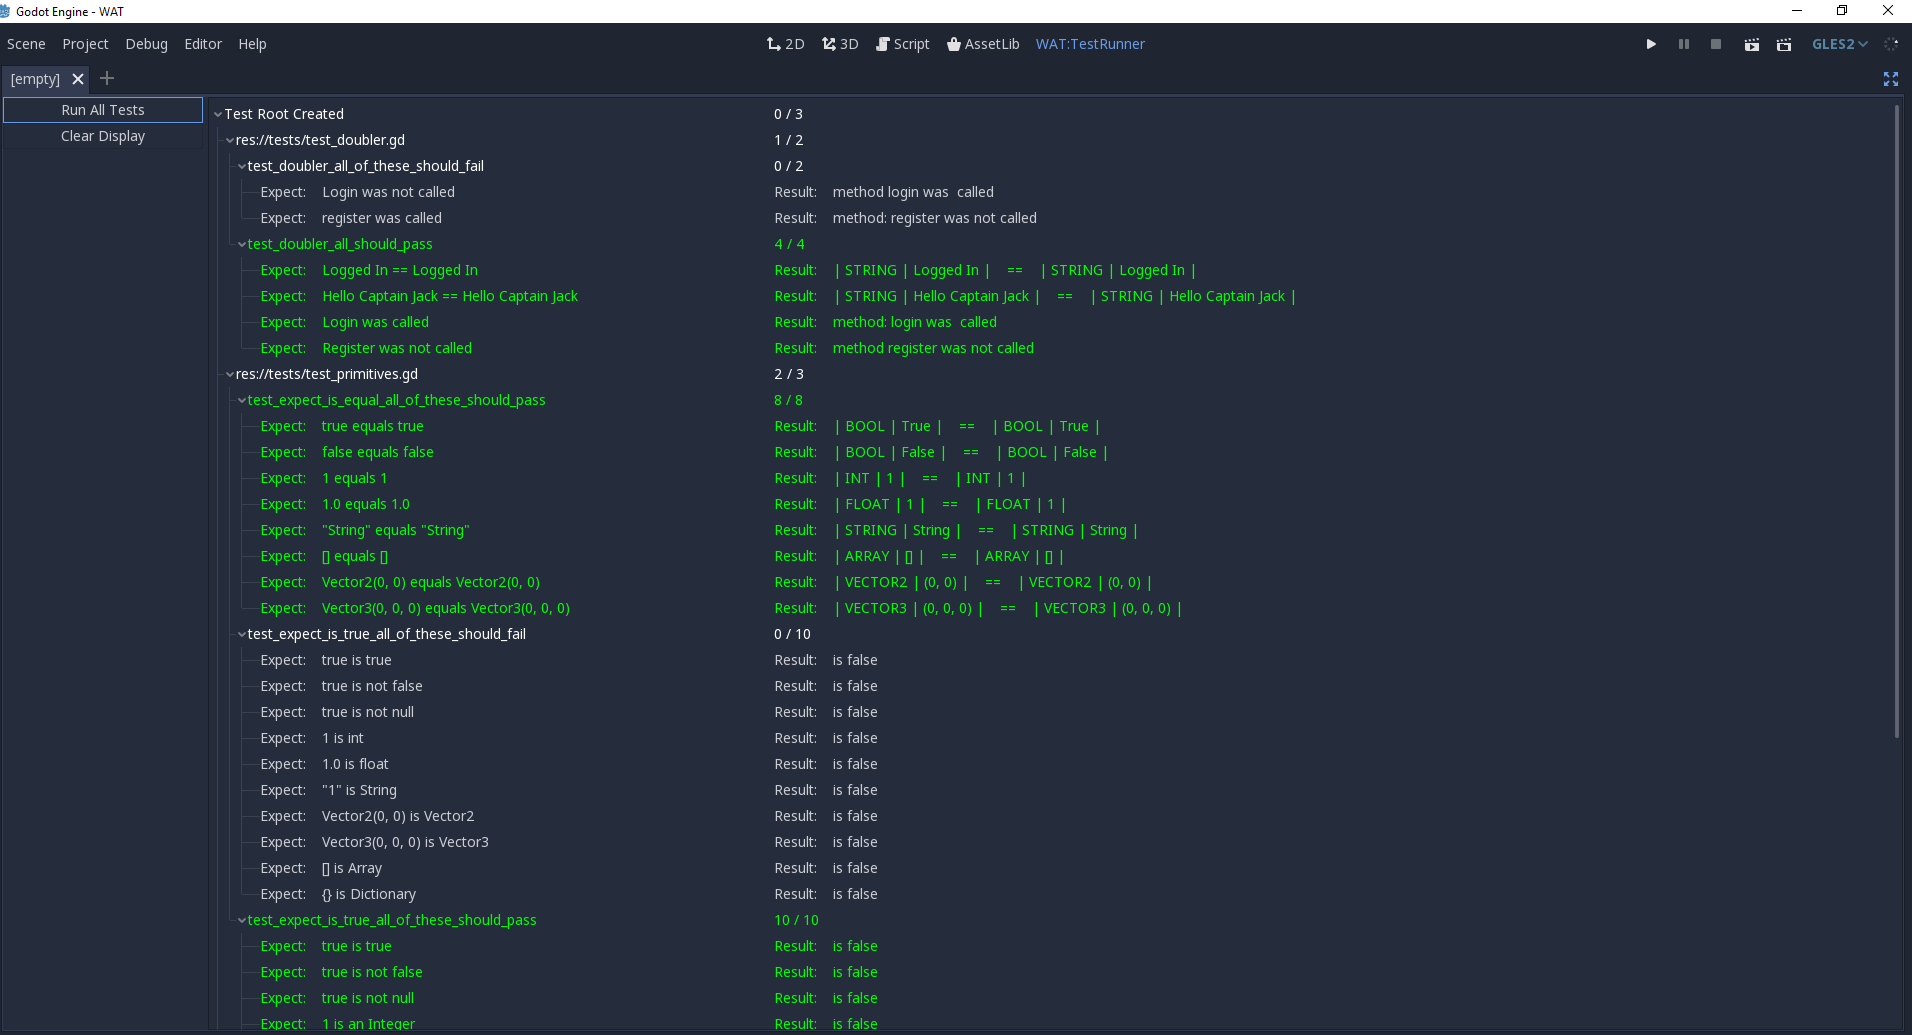 Godot Engine - WAT
Scene Project Debug Editor Help 2D 3D Script AssetLib WAT:TestRunner GLES2
[empty]
Run All Tests
Clear Display
Test Root Created 0 / 3
res://tests/test_doubler.gd 1 / 2
test_doubler_all_of_these_should_fail 0 / 2
Expect: Login was not called Result: method login was  called
Expect: register was called Result: method: register was not called
test_doubler_all_should_pass 4 / 4
Expect: Logged In == Logged In Result: | STRING | Logged In | == | STRING | Logged In |
Expect: Hello Captain Jack == Hello Captain Jack Result: | STRING | Hello Captain Jack | == | STRING | Hello Captain Jack |
Expect: Login was called Result: method: login was  called
Expect: Register was not called Result: method register was not called
res://tests/test_primitives.gd 2 / 3
test_expect_is_equal_all_of_these_should_pass 8 / 8
Expect: true equals true Result: | BOOL | True | == | BOOL | True |
Expect: false equals false Result: | BOOL | False | == | BOOL | False |
Expect: 1 equals 1 Result: | INT | 1 | == | INT | 1 |
Expect: 1.0 equals 1.0 Result: | FLOAT | 1 | == | FLOAT | 1 |
Expect: "String" equals "String" Result: | STRING | String | == | STRING | String |
Expect: [] equals [] Result: | ARRAY | [] | == | ARRAY | [] |
Expect: Vector2(0, 0) equals Vector2(0, 0) Result: | VECTOR2 | (0, 0) | == | VECTOR2 | (0, 0) |
Expect: Vector3(0, 0, 0) equals Vector3(0, 0, 0) Result: | VECTOR3 | (0, 0, 0) | == | VECTOR3 | (0, 0, 0) |
test_expect_is_true_all_of_these_should_fail 0 / 10
Expect: true is true Result: is false
Expect: true is not false Result: is false
Expect: true is not null Result: is false
Expect: 1 is int Result: is false
Expect: 1.0 is float Result: is false
Expect: "1" is String Result: is false
Expect: Vector2(0, 0) is Vector2 Result: is false
Expect: Vector3(0, 0, 0) is Vector3 Result: is false
Expect: [] is Array Result: is false
Expect: {} is Dictionary Result: is false
test_expect_is_true_all_of_these_should_pass 10 / 10
Expect: true is true Result: is false
Expect: true is not false Result: is false
Expect: true is not null Result: is false
Expect: 1 is an Integer Result: is false